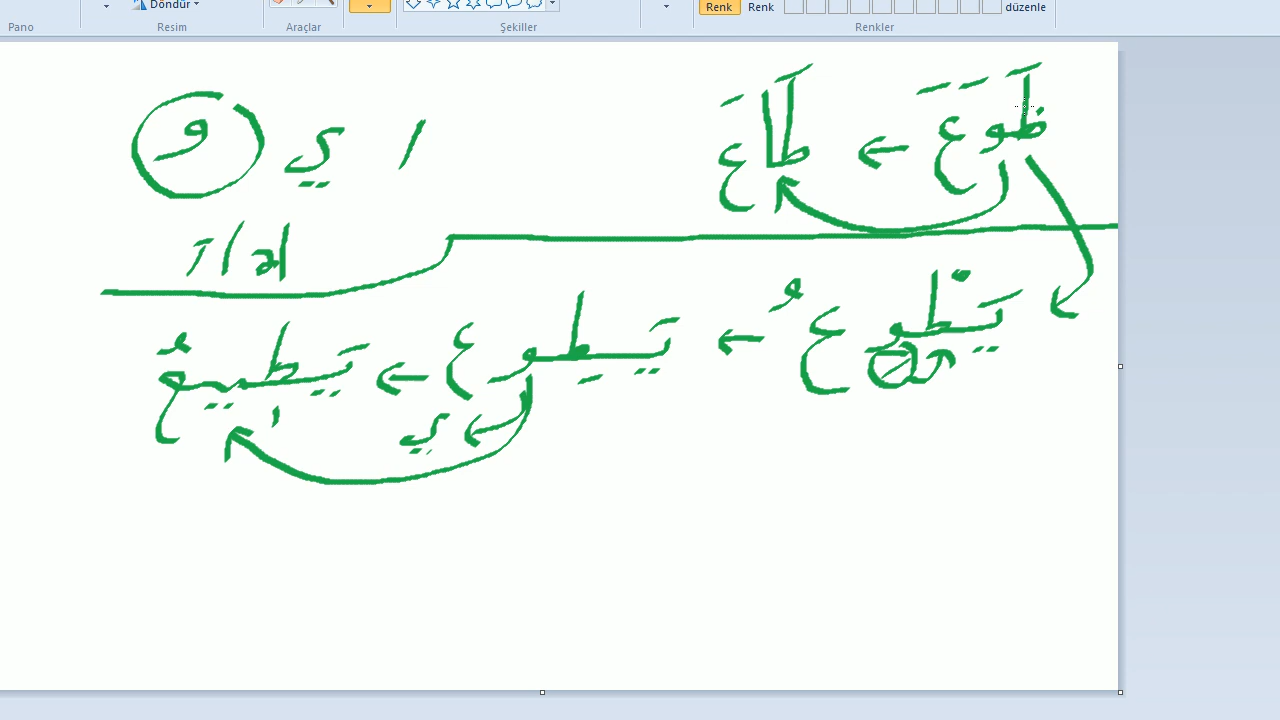 Döndür Renk Renk düzenle
Pano Resim Araçlar Şekiller Renkler
طَوَعَ ← طَاعَ ا ي و
يَطْوِعُ ← يَطِوع ← يَطِيعُ
← ي